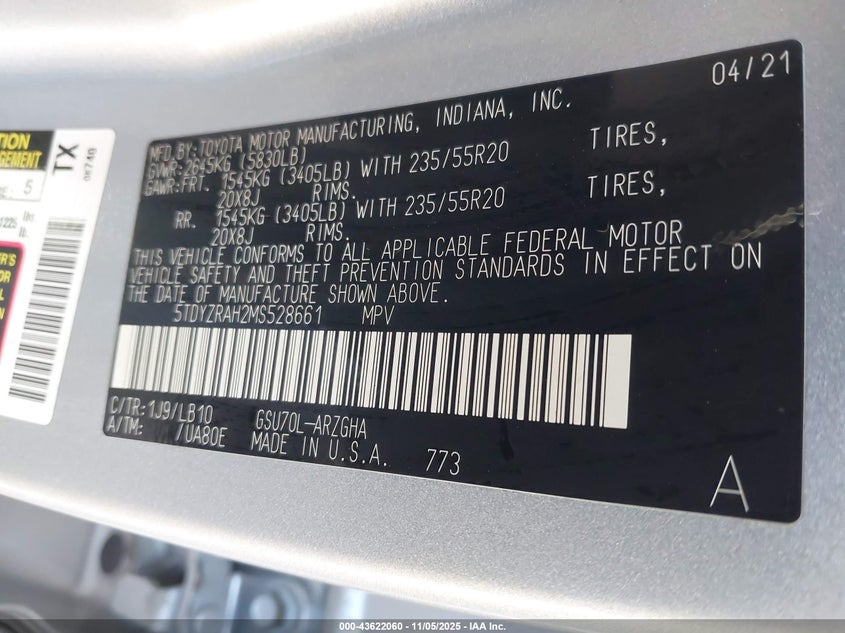 04/21
MFD. BY: TOYOTA MOTOR MANUFACTURING, INDIANA, INC.
GVWR: 2645KG (5830LB)
GAWR: FRT. 1545KG (3405LB) WITH 235/55R20 TIRES,
20X8J RIMS.
RR. 1545KG (3405LB) WITH 235/55R20 TIRES,
20X8J RIMS.
THIS VEHICLE CONFORMS TO ALL APPLICABLE FEDERAL MOTOR
VEHICLE SAFETY AND THEFT PREVENTION STANDARDS IN EFFECT ON
THE DATE OF MANUFACTURE SHOWN ABOVE.
5TDYZRAH2MS528661 MPV
C/TR: 1J9/LB10 GSU70L-ARZGHA
A/TM: /UA80E MADE IN U.S.A. 773
A
TX
5
000-43622060 - 11/05/2025 - IAA Inc.